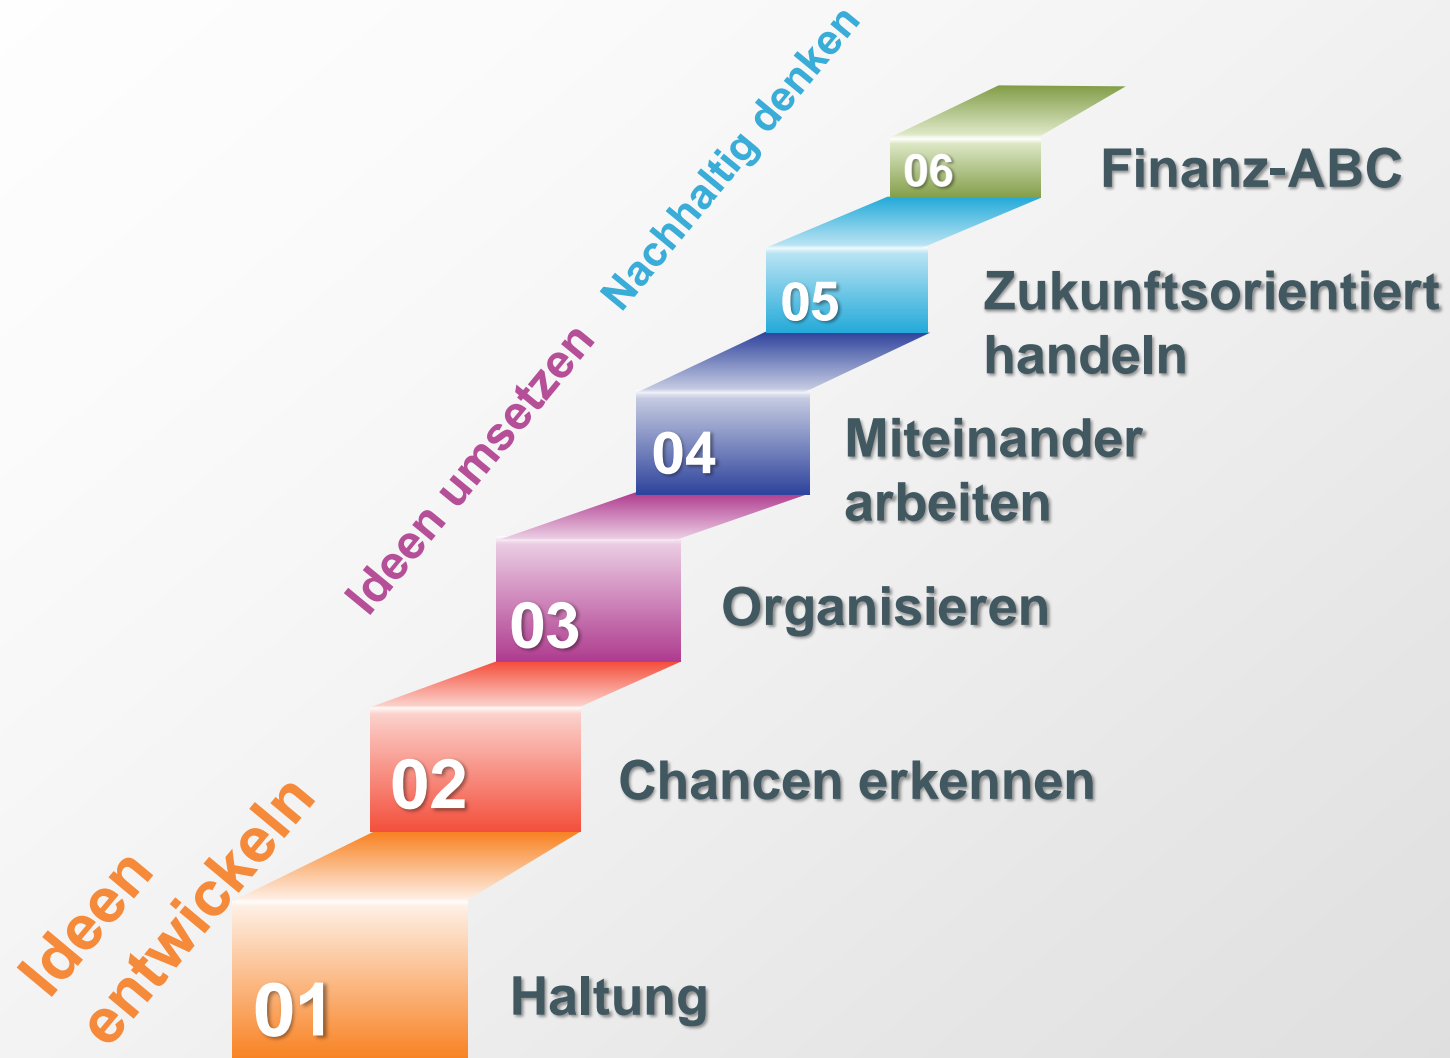 Nachhaltig denken
06
Finanz-ABC
05
Zukunftsorientiert
handeln
Ideen umsetzen
04
Miteinander
arbeiten
03
Organisieren
02
Chancen erkennen
Ideen
entwickeln
01
Haltung